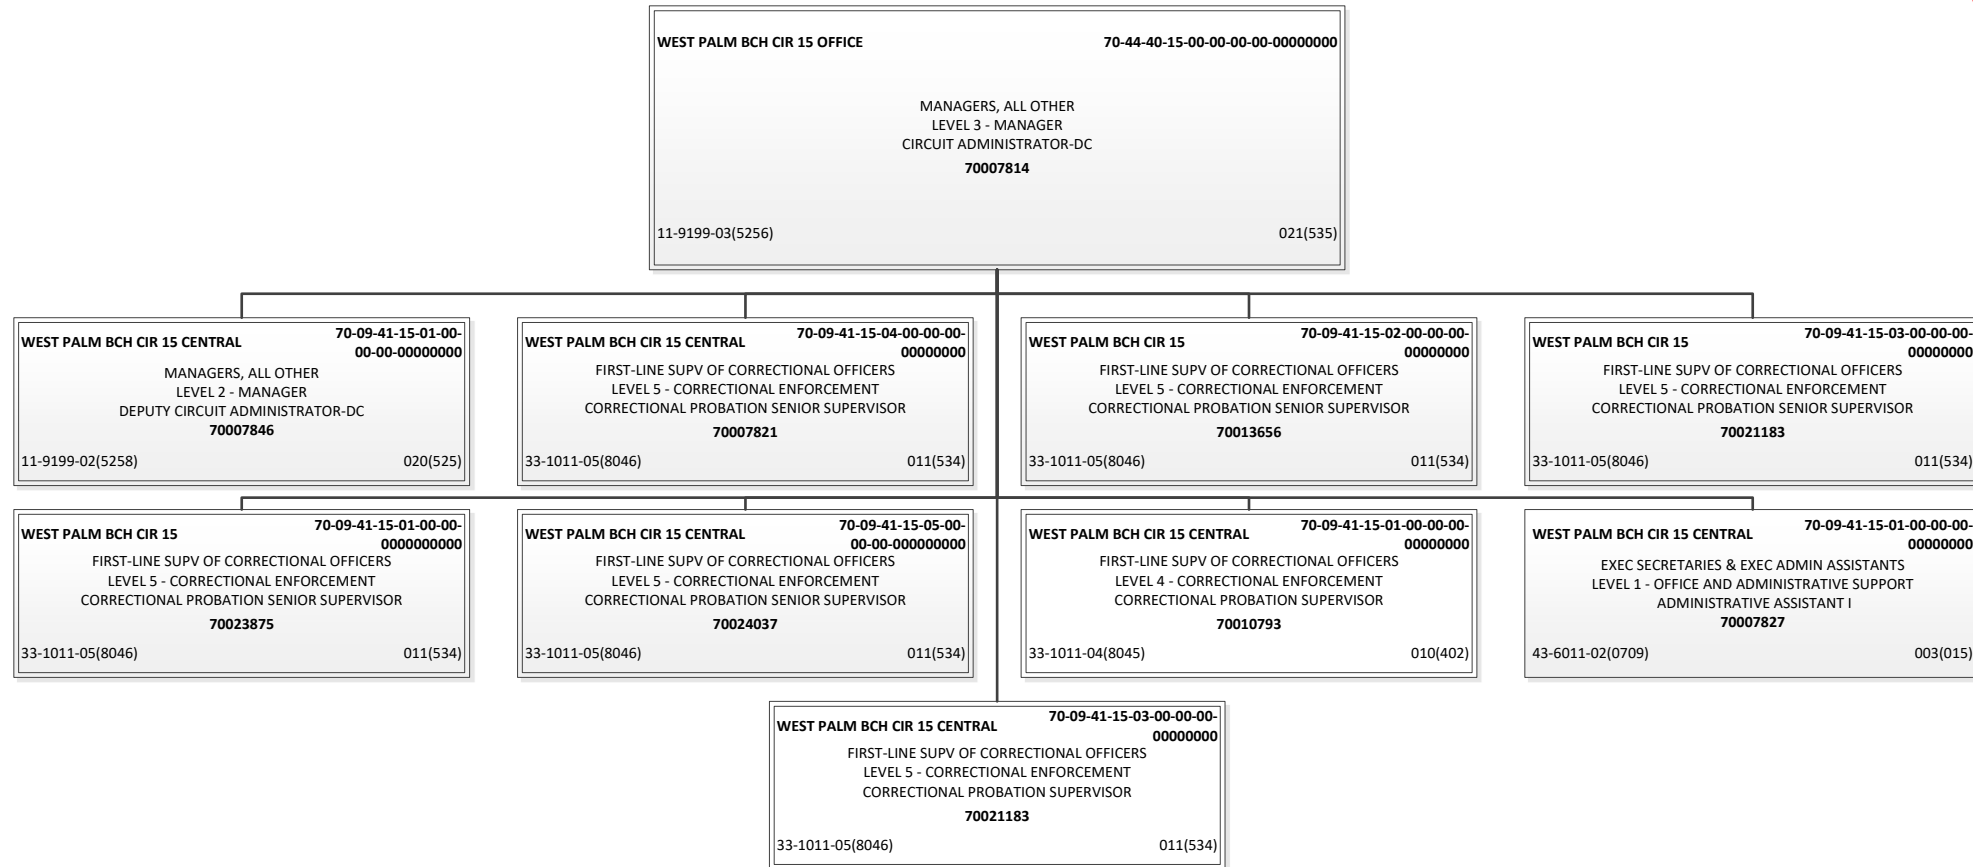 WEST PALM BCH CIR 15 OFFICE 70-44-40-15-00-00-00-00-00000000
MANAGERS, ALL OTHER
LEVEL 3 - MANAGER
CIRCUIT ADMINISTRATOR-DC
70007814
11-9199-03(5256) 021(535)
WEST PALM BCH CIR 15 CENTRAL 70-09-41-15-01-00-
00-00-00000000
MANAGERS, ALL OTHER
LEVEL 2 - MANAGER
DEPUTY CIRCUIT ADMINISTRATOR-DC
70007846
11-9199-02(5258) 020(525)
WEST PALM BCH CIR 15 CENTRAL 70-09-41-15-04-00-00-00-
00000000
FIRST-LINE SUPV OF CORRECTIONAL OFFICERS
LEVEL 5 - CORRECTIONAL ENFORCEMENT
CORRECTIONAL PROBATION SENIOR SUPERVISOR
70007821
33-1011-05(8046) 011(534)
WEST PALM BCH CIR 15 70-09-41-15-02-00-00-00-
00000000
FIRST-LINE SUPV OF CORRECTIONAL OFFICERS
LEVEL 5 - CORRECTIONAL ENFORCEMENT
CORRECTIONAL PROBATION SENIOR SUPERVISOR
70013656
33-1011-05(8046) 011(534)
WEST PALM BCH CIR 15 70-09-41-15-03-00-00-00-
00000000
FIRST-LINE SUPV OF CORRECTIONAL OFFICERS
LEVEL 5 - CORRECTIONAL ENFORCEMENT
CORRECTIONAL PROBATION SENIOR SUPERVISOR
70021183
33-1011-05(8046) 011(534)
WEST PALM BCH CIR 15 70-09-41-15-01-00-00-
0000000000
FIRST-LINE SUPV OF CORRECTIONAL OFFICERS
LEVEL 5 - CORRECTIONAL ENFORCEMENT
CORRECTIONAL PROBATION SENIOR SUPERVISOR
70023875
33-1011-05(8046) 011(534)
WEST PALM BCH CIR 15 CENTRAL 70-09-41-15-05-00-
00-00-000000000
FIRST-LINE SUPV OF CORRECTIONAL OFFICERS
LEVEL 5 - CORRECTIONAL ENFORCEMENT
CORRECTIONAL PROBATION SENIOR SUPERVISOR
70024037
33-1011-05(8046) 011(534)
WEST PALM BCH CIR 15 CENTRAL 70-09-41-15-01-00-00-00-
00000000
FIRST-LINE SUPV OF CORRECTIONAL OFFICERS
LEVEL 4 - CORRECTIONAL ENFORCEMENT
CORRECTIONAL PROBATION SUPERVISOR
70010793
33-1011-04(8045) 010(402)
WEST PALM BCH CIR 15 CENTRAL 70-09-41-15-01-00-00-00-
00000000
EXEC SECRETARIES & EXEC ADMIN ASSISTANTS
LEVEL 1 - OFFICE AND ADMINISTRATIVE SUPPORT
ADMINISTRATIVE ASSISTANT I
70007827
43-6011-02(0709) 003(015)
WEST PALM BCH CIR 15 CENTRAL 70-09-41-15-03-00-00-00-
00000000
FIRST-LINE SUPV OF CORRECTIONAL OFFICERS
LEVEL 5 - CORRECTIONAL ENFORCEMENT
CORRECTIONAL PROBATION SUPERVISOR
70021183
33-1011-05(8046) 011(534)